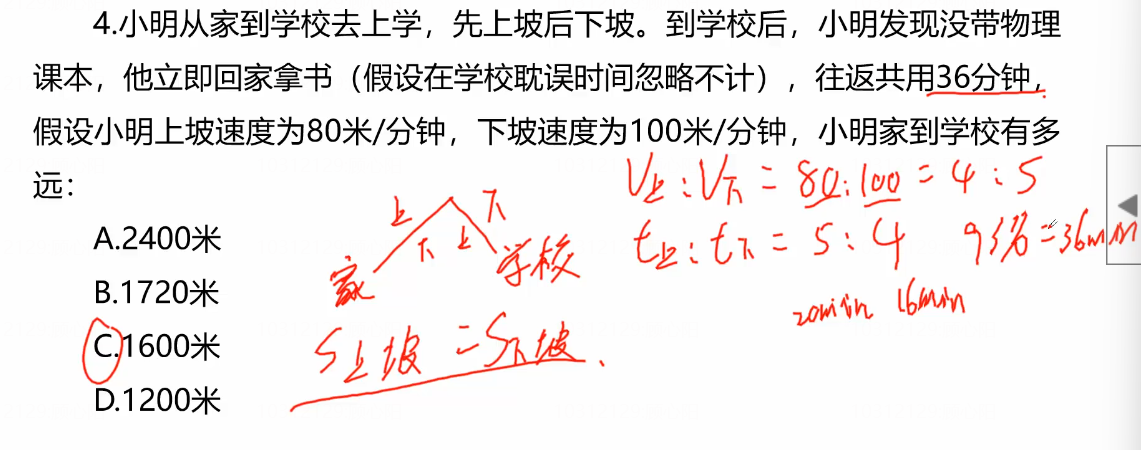 4.小明从家到学校去上学，先上坡后下坡。到学校后，小明发现没带物理
课本，他立即回家拿书（假设在学校耽误时间忽略不计），往返共用36分钟，
假设小明上坡速度为80米/分钟，下坡速度为100米/分钟，小明家到学校有多
远：
V上:V下=80:100=4:5
A.2400米
上 下
下 上
t上:t下=5:4 9份=36min
家 学校
B.1720米
20min 16min
C.1600米
S上坡=S下坡.
D.1200米